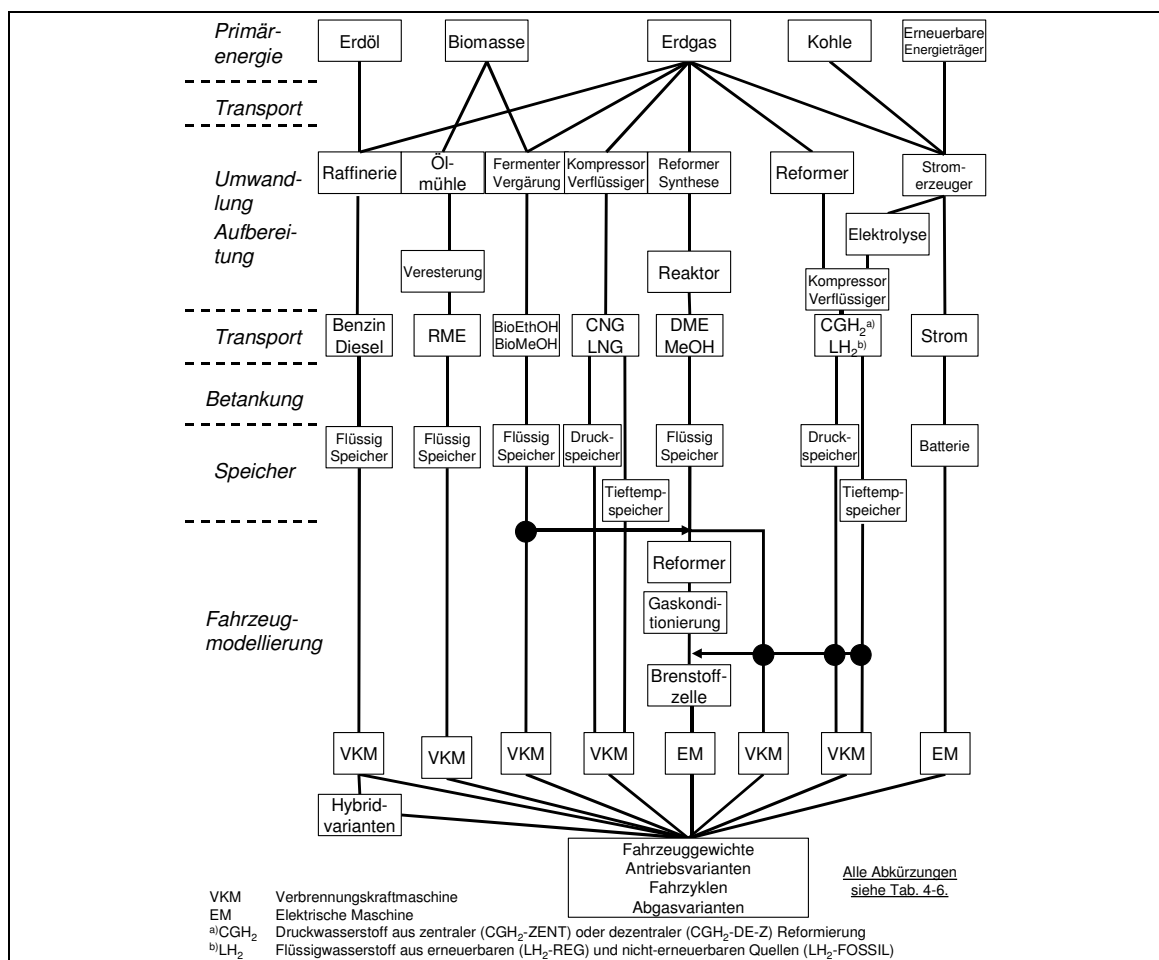 Primär-
energie
Erdöl
Biomasse
Erdgas
Kohle
Erneuerbare
Energieträger
Transport
Umwand-
lung
Aufberei-
tung
Raffinerie
Öl-
mühle
Fermenter
Vergärung
Kompressor
Verflüssiger
Reformer
Synthese
Reformer
Strom-
erzeuger
Elektrolyse
Veresterung
Reaktor
Kompressor
Verflüssiger
Transport
Benzin
Diesel
RME
BioEthOH
BioMeOH
CNG
LNG
DME
MeOH
CGH₂ᵃ⁾
LH₂ᵇ⁾
Strom
Betankung
Speicher
Flüssig
Speicher
Flüssig
Speicher
Flüssig
Speicher
Druck-
speicher
Flüssig
Speicher
Druck-
speicher
Batterie
Tieftemp-
speicher
Tieftemp-
speicher
Fahrzeug-
modellierung
Reformer
Gaskondi-
tionierung
Brenstoff-
zelle
VKM
VKM
VKM
VKM
EM
VKM
VKM
EM
Hybrid-
varianten
Fahrzeuggewichte
Antriebsvarianten
Fahrzyklen
Abgasvarianten
Alle Abkürzungen
siehe Tab. 4-6.
VKM Verbrennungskraftmaschine
EM Elektrische Maschine
ᵃ⁾CGH₂ Druckwasserstoff aus zentraler (CGH₂-ZENT) oder dezentraler (CGH₂-DE-Z) Reformierung
ᵇ⁾LH₂ Flüssigwasserstoff aus erneuerbaren (LH₂-REG) und nicht-erneuerbaren Quellen (LH₂-FOSSIL)